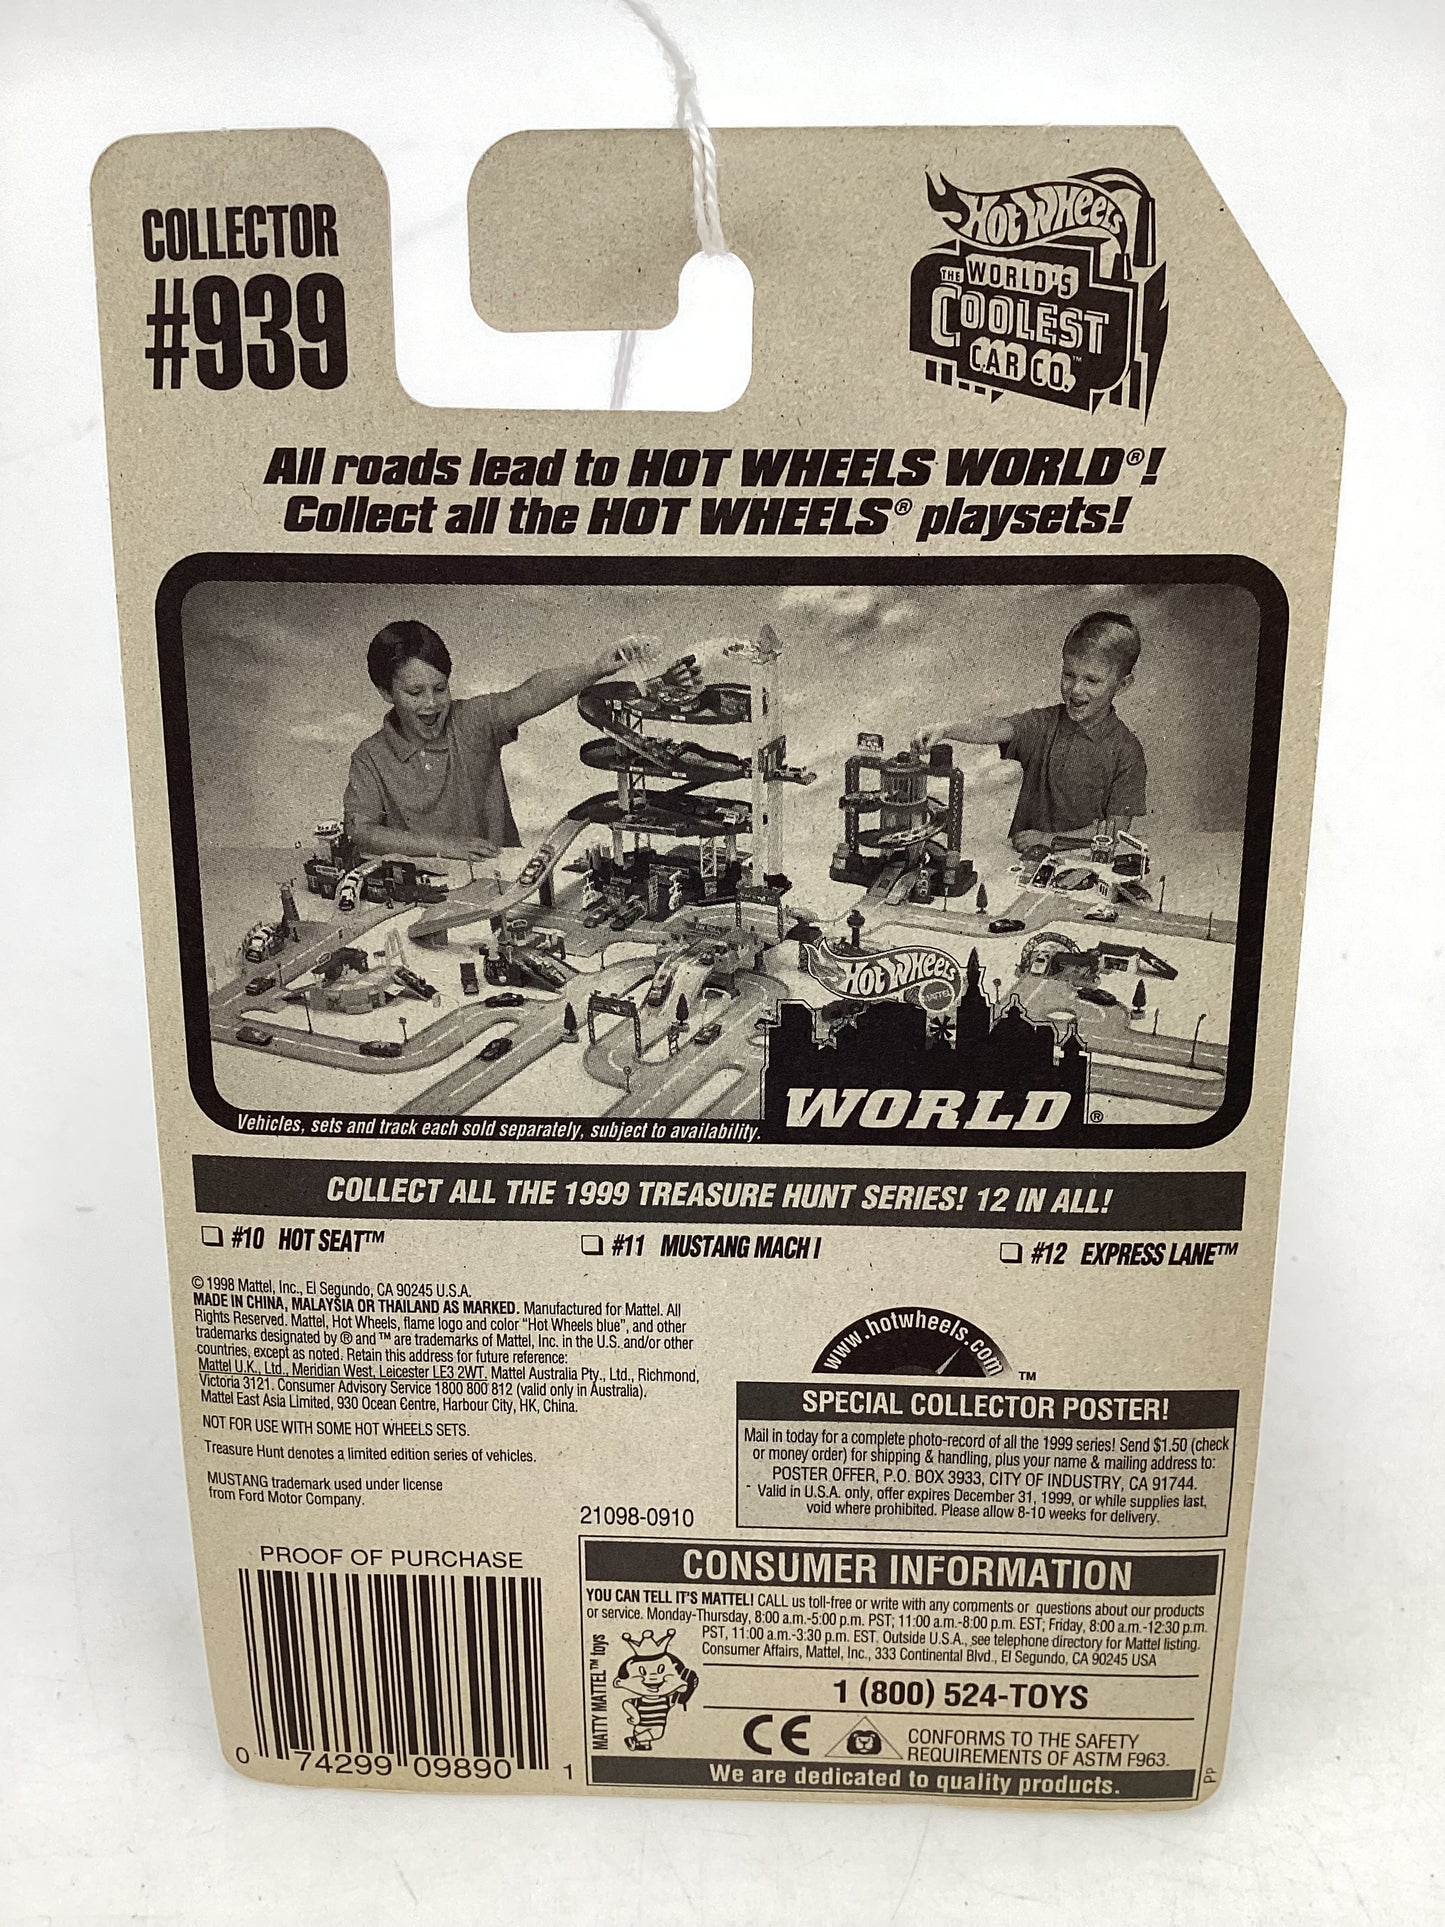 COLLECTOR
#939
HOT WHEELS
THE WORLD'S
COOLEST
CAR CO.™
All roads lead to HOT WHEELS WORLD®!
Collect all the HOT WHEELS® playsets!
HOT WHEELS
MATTEL
WORLD®
Vehicles, sets and track each sold separately, subject to availability.
COLLECT ALL THE 1999 TREASURE HUNT SERIES! 12 IN ALL!
#10 HOT SEAT™
#11 MUSTANG MACH I
#12 EXPRESS LANE™
© 1998 Mattel, Inc., El Segundo, CA 90245 U.S.A.
MADE IN CHINA, MALAYSIA OR THAILAND AS MARKED. Manufactured for Mattel. All
Rights Reserved. Mattel, Hot Wheels, flame logo and color "Hot Wheels blue", and other
trademarks designated by ® and ™ are trademarks of Mattel, Inc. in the U.S. and/or other
countries, except as noted. Retain this address for future reference:
Mattel U.K., Ltd., Meridian West, Leicester LE3 2WT. Mattel Australia Pty., Ltd., Richmond,
Victoria 3121. Consumer Advisory Service 1800 800 812 (valid only in Australia).
Mattel East Asia Limited, 930 Ocean Centre, Harbour City, HK, China.
NOT FOR USE WITH SOME HOT WHEELS SETS.
Treasure Hunt denotes a limited edition series of vehicles.
MUSTANG trademark used under license
from Ford Motor Company.
www.hotwheels.com™
SPECIAL COLLECTOR POSTER!
Mail in today for a complete photo-record of all the 1999 series! Send $1.50 (check
or money order) for shipping & handling, plus your name & mailing address to:
POSTER OFFER, P.O. BOX 3933, CITY OF INDUSTRY, CA 91744.
Valid in U.S.A. only, offer expires December 31, 1999, or while supplies last,
void where prohibited. Please allow 8-10 weeks for delivery.
21098-0910
PROOF OF PURCHASE
0 74299 09890 1
CONSUMER INFORMATION
YOU CAN TELL IT'S MATTEL! CALL us toll-free or write with any comments or questions about our products
or service. Monday-Thursday, 8:00 a.m.-5:00 p.m. PST; 11:00 a.m.-8:00 p.m. EST; Friday, 8:00 a.m.-12:30 p.m.
PST, 11:00 a.m.-3:30 p.m. EST. Outside U.S.A., see telephone directory for Mattel listing.
Consumer Affairs, Mattel, Inc., 333 Continental Blvd., El Segundo, CA 90245 USA
MATTY MATTEL™ toys
1 (800) 524-TOYS
CE
CONFORMS TO THE SAFETY
REQUIREMENTS OF ASTM F963.
We are dedicated to quality products.
Pp